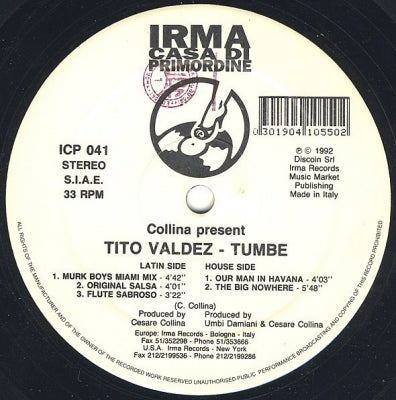 IRMA
CASA DI
PRIMORDINE
ICP 041
STEREO
S.I.A.E.
33 RPM
0 301904 105502
℗ © 1992
Discoin Srl
Irma Records
Music Market
Publishing
Made in Italy
Collina present
TITO VALDEZ - TUMBE
LATIN SIDE
1. MURK BOYS MIAMI MIX - 4'42"
2. ORIGINAL SALSA - 4'01"
3. FLUTE SABROSO - 3'22"
HOUSE SIDE
1. OUR MAN IN HAVANA - 4'03"
2. THE BIG NOWHERE - 5'48"
(C. Collina)
Produced by
Cesare Collina
Produced by
Umbi Damiani & Cesare Collina
Europe: Irma Records - Bologna - Italy
Fax 51/352298 - Phone 51/353666
U.S.A. Irma Records - New York
Fax 212/2199536 - Phone 212/2199286
ALL RIGHTS OF THE MANUFACTURER AND OF THE OWNER OF THE RECORDED WORK RESERVED UNAUTHORISED PUBLIC PERFORMANCE BROADCASTING AND COPYING OF THIS RECORD PROHIBITED